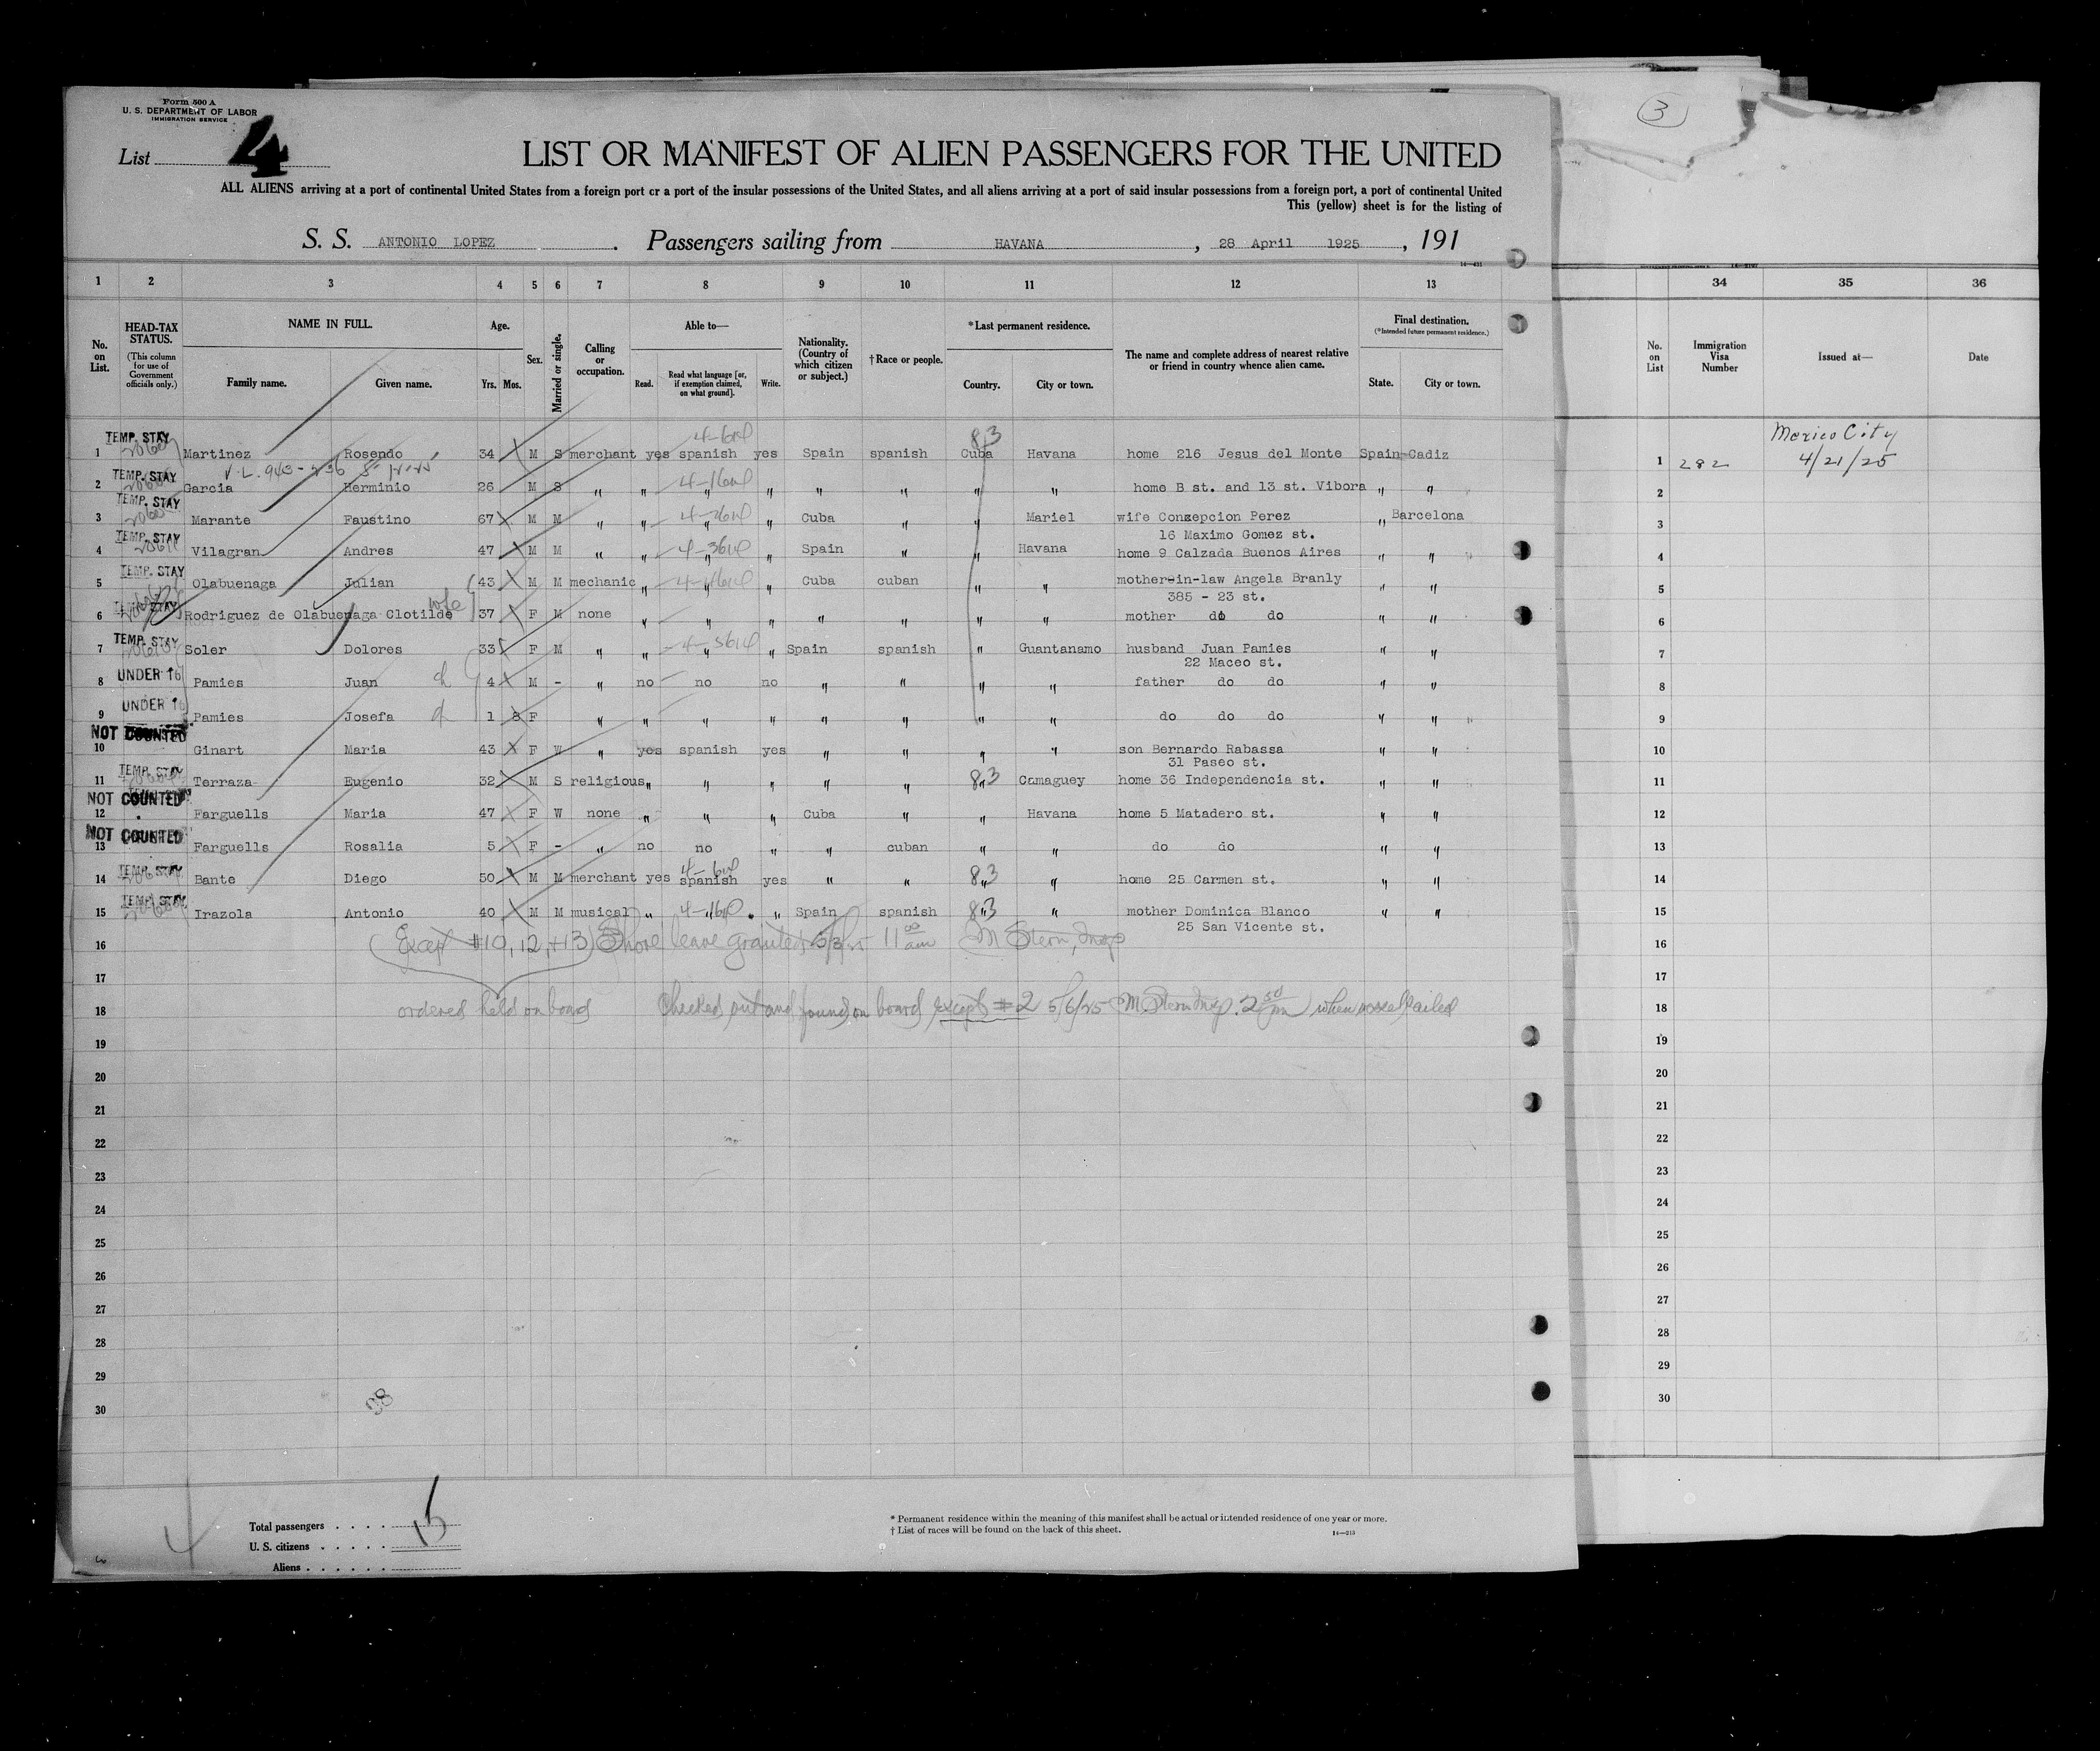 Form 500 A
U. S. DEPARTMENT OF LABOR
IMMIGRATION SERVICE
List 4
3
LIST OR MANIFEST OF ALIEN PASSENGERS FOR THE UNITED
ALL ALIENS arriving at a port of continental United States from a foreign port or a port of the insular possessions of the United States, and all aliens arriving at a port of said insular possessions from a foreign port, a port of continental United
This (yellow) sheet is for the listing of
S. S. ANTONIO LOPEZ . Passengers sailing from HAVANA , 28 April 1925 , 191
1 2 3 4 5 6 7 8 9 10 11 12 13 34 35 36
No. on List.
HEAD-TAX STATUS. (This column for use of Government officials only.)
NAME IN FULL. Family name. Given name.
Age. Yrs. Mos.
Sex.
Married or single.
Calling or occupation.
Able to— Read. Read what language [or, if exemption claimed, on what ground]. Write.
Nationality. (Country of which citizen or subject.)
†Race or people.
*Last permanent residence. Country. City or town.
The name and complete address of nearest relative or friend in country whence alien came.
Final destination. (*Intended future permanent residence.) State. City or town.
No. on List Immigration Visa Number Issued at— Date
TEMP. STAY 83 Mexico City
1 Martinez Rosendo 34 M S merchant yes spanish yes Spain spanish Cuba Havana home 216 Jesus del Monte Spain Cadiz 1 282 4/21/25
TEMP. STAY
2 Garcia Herminio 26 M S " " " " " " " " home B st. and 13 st. Vibora " " 2
TEMP. STAY
3 Marante Faustino 67 M M " " " " Cuba " " Mariel wife Conzepcion Perez " Barcelona 3
16 Maximo Gomez st.
TEMP. STAY
4 Vilagran Andres 47 M M " " " " Spain " " Havana home 9 Calzada Buenos Aires " " 4
TEMP. STAY
5 Olabuenaga Julian 43 M M mechanic " " " Cuba cuban " " mother-in-law Angela Branly " " 5
385 - 23 st.
TEMP STAY wfe
6 Rodriguez de Olabuenaga Clotilde 37 F M none " " " " " " " mother do do " " 6
TEMP. STAY
7 Soler Dolores 33 F M " " " " Spain spanish " Guantanamo husband Juan Pamies " " 7
22 Maceo st.
UNDER 16
8 Pamies Juan 4 M - " no no no " " " " father do do " " 8
UNDER 16
9 Pamies Josefa 1 8 F " " " " " " " " do do do " " 9
NOT COUNTED
10 Ginart Maria 43 F W " yes spanish yes " " " " son Bernardo Rabassa " " 10
31 Paseo st.
TEMP. STAY
11 Terraza Eugenio 32 M S religious " " " " " 83 Camaguey home 36 Independencia st. " " 11
NOT COUNTED
12 Farguells Maria 47 F W none " " " Cuba " " Havana home 5 Matadero st. " " 12
NOT COUNTED
13 Farguells Rosalia 5 F - " no no " " cuban " " do do " " 13
TEMP. STAY
14 Bante Diego 50 M M merchant yes spanish yes " " 83 " home 25 Carmen st. " " 14
TEMP. STAY
15 Irazola Antonio 40 M M musical " " " Spain spanish 83 " mother Dominica Blanco " " 15
25 San Vicente st.
16 (Except #10, 12, +13) Shore leave granted 5/3/25 11 00 am M Stern, Insp 16
17 17
18 ordered held on board Checked out and found on board except #2 5/6/25 M. Stern Insp. 2 50 pm when vessel sailed 18
19 19
20 20
21 21
22 22
23 23
24 24
25 25
26 26
27 27
28 28
29 29
30 30
98
4
Total passengers . . . . 15
U. S. citizens . . . . .
Aliens . . . . . .
* Permanent residence within the meaning of this manifest shall be actual or intended residence of one year or more.
† List of races will be found on the back of this sheet.
14—213